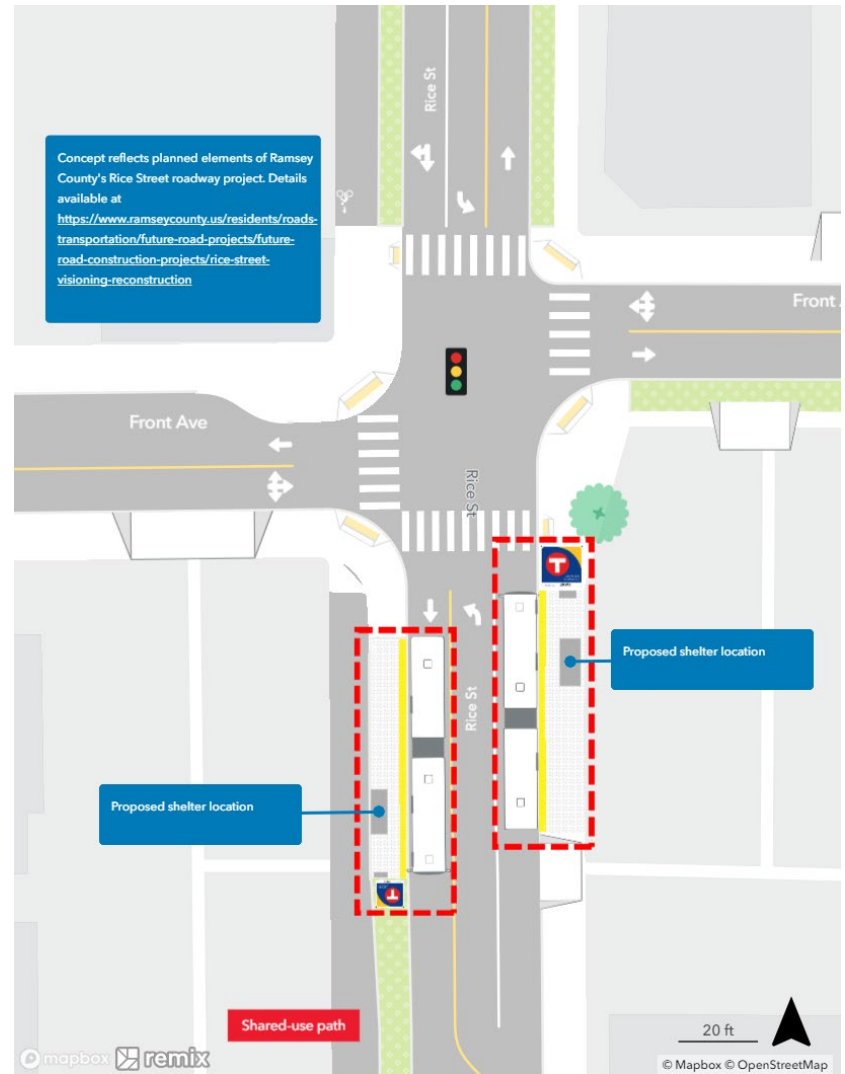 Rice St
Concept reflects planned elements of Ramsey
County's Rice Street roadway project. Details
available at
https://www.ramseycounty.us/residents/roads-
transportation/future-road-projects/future-
road-construction-projects/rice-street-
visioning-reconstruction
Front
Front Ave
Rice St
Proposed shelter location
Rice St
Proposed shelter location
Shared-use path
20 ft
mapbox remix
© Mapbox © OpenStreetMap